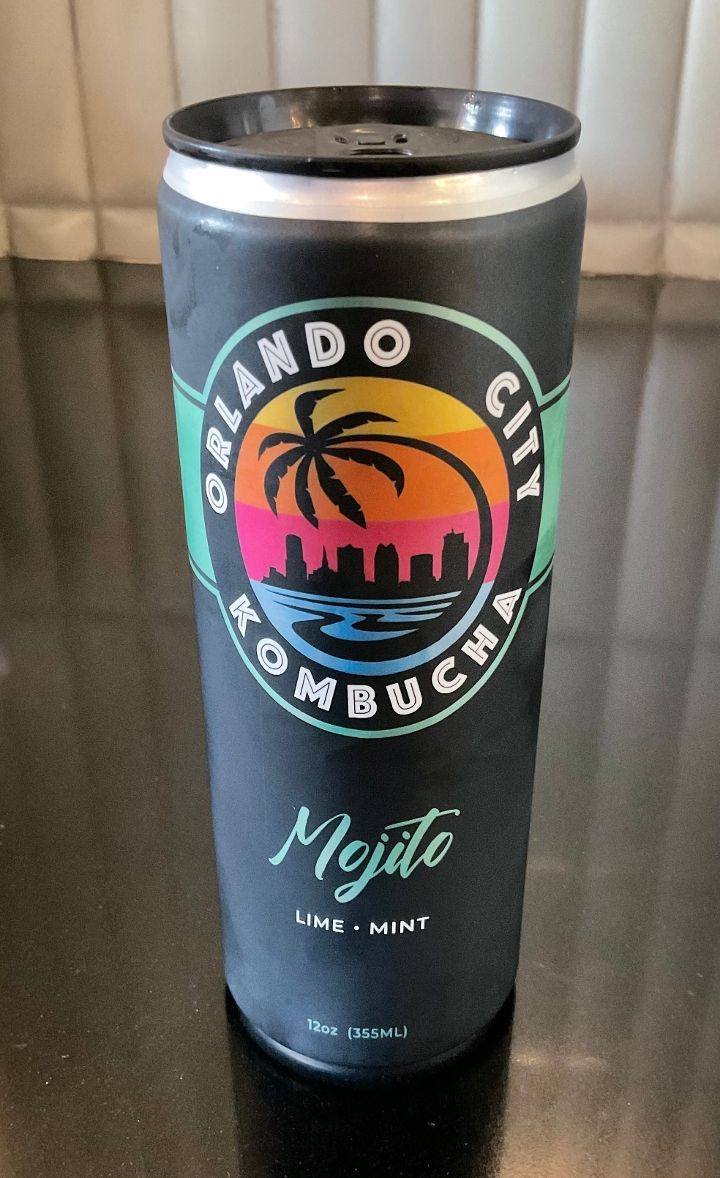 ORLANDO CITY
KOMBUCHA
Mojito
LIME • MINT
12oz (355ML)